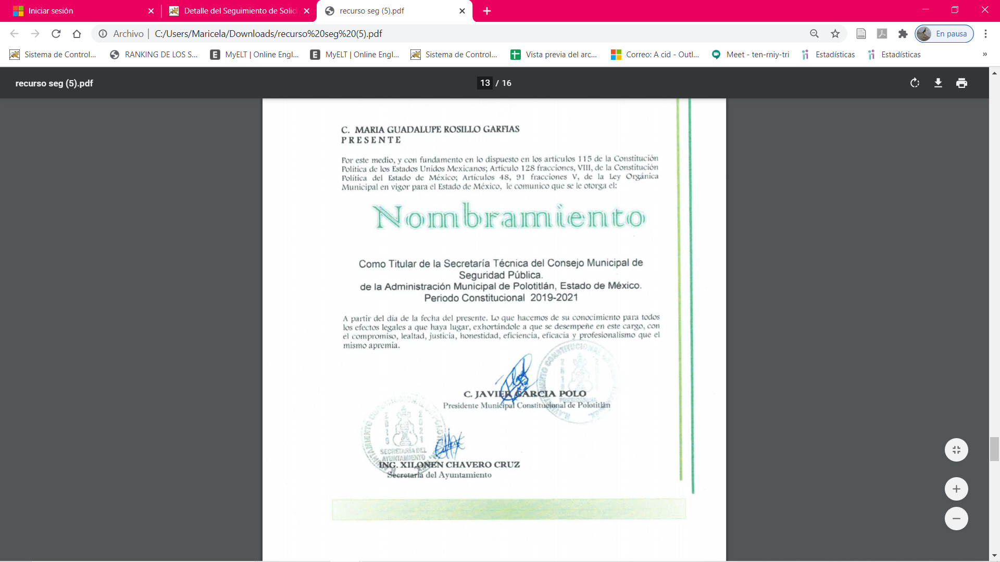 Iniciar sesión
Detalle del Seguimiento de Solici
recurso seg (5).pdf
Archivo
C:/Users/Maricela/Downloads/recurso%20seg%20(5).pdf
En pausa
Sistema de Control...
RANKING DE LOS S...
MyELT | Online Engl...
MyELT | Online Engl...
Sistema de Control...
Vista previa del arc...
Correo: A cid - Outl...
Meet - ten-rniy-tri
Estadísticas
Estadísticas
»
recurso seg (5).pdf
13 / 16
C. MARIA GUADALUPE ROSILLO GARFIAS
P R E S E N T E
Por este medio, y con fundamento en lo dispuesto en los artículos 115 de la Constitución
Política de los Estados Unidos Mexicanos; Artículo 128 fracciones, VIII, de la Constitución
Política del Estado de México; Artículos 48, 91 fracciones V, de la Ley Orgánica
Municipal en vigor para el Estado de México, le comunico que se le otorga el:
Nombramiento
Como Titular de la Secretaría Técnica del Consejo Municipal de
Seguridad Pública.
de la Administración Municipal de Polotitlán, Estado de México.
Periodo Constitucional 2019-2021
A partir del día de la fecha del presente. Lo que hacemos de su conocimiento para todos
los efectos legales a que haya lugar, exhortándole a que se desempeñe en este cargo, con
el compromiso, lealtad, justicia, honestidad, eficiencia, eficacia y profesionalismo que el
mismo apremia.
C. JAVIER GARCIA POLO
Presidente Municipal Constitucional de Polotitlán
PRESIDENCIA
SECRETARÍA DEL
AYUNTAMIENTO
ING. XILONEN CHAVERO CRUZ
Secretaria del Ayuntamiento